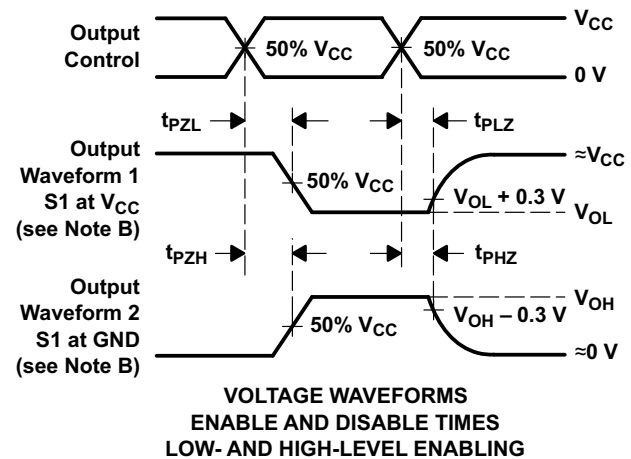 Output
Control
50% VCC
50% VCC
VCC
0 V
tPZL
tPLZ
Output
Waveform 1
S1 at VCC
(see Note B)
50% VCC
≈VCC
VOL + 0.3 V
VOL
tPZH
tPHZ
Output
Waveform 2
S1 at GND
(see Note B)
50% VCC
VOH
VOH – 0.3 V
≈0 V
VOLTAGE WAVEFORMS
ENABLE AND DISABLE TIMES
LOW- AND HIGH-LEVEL ENABLING